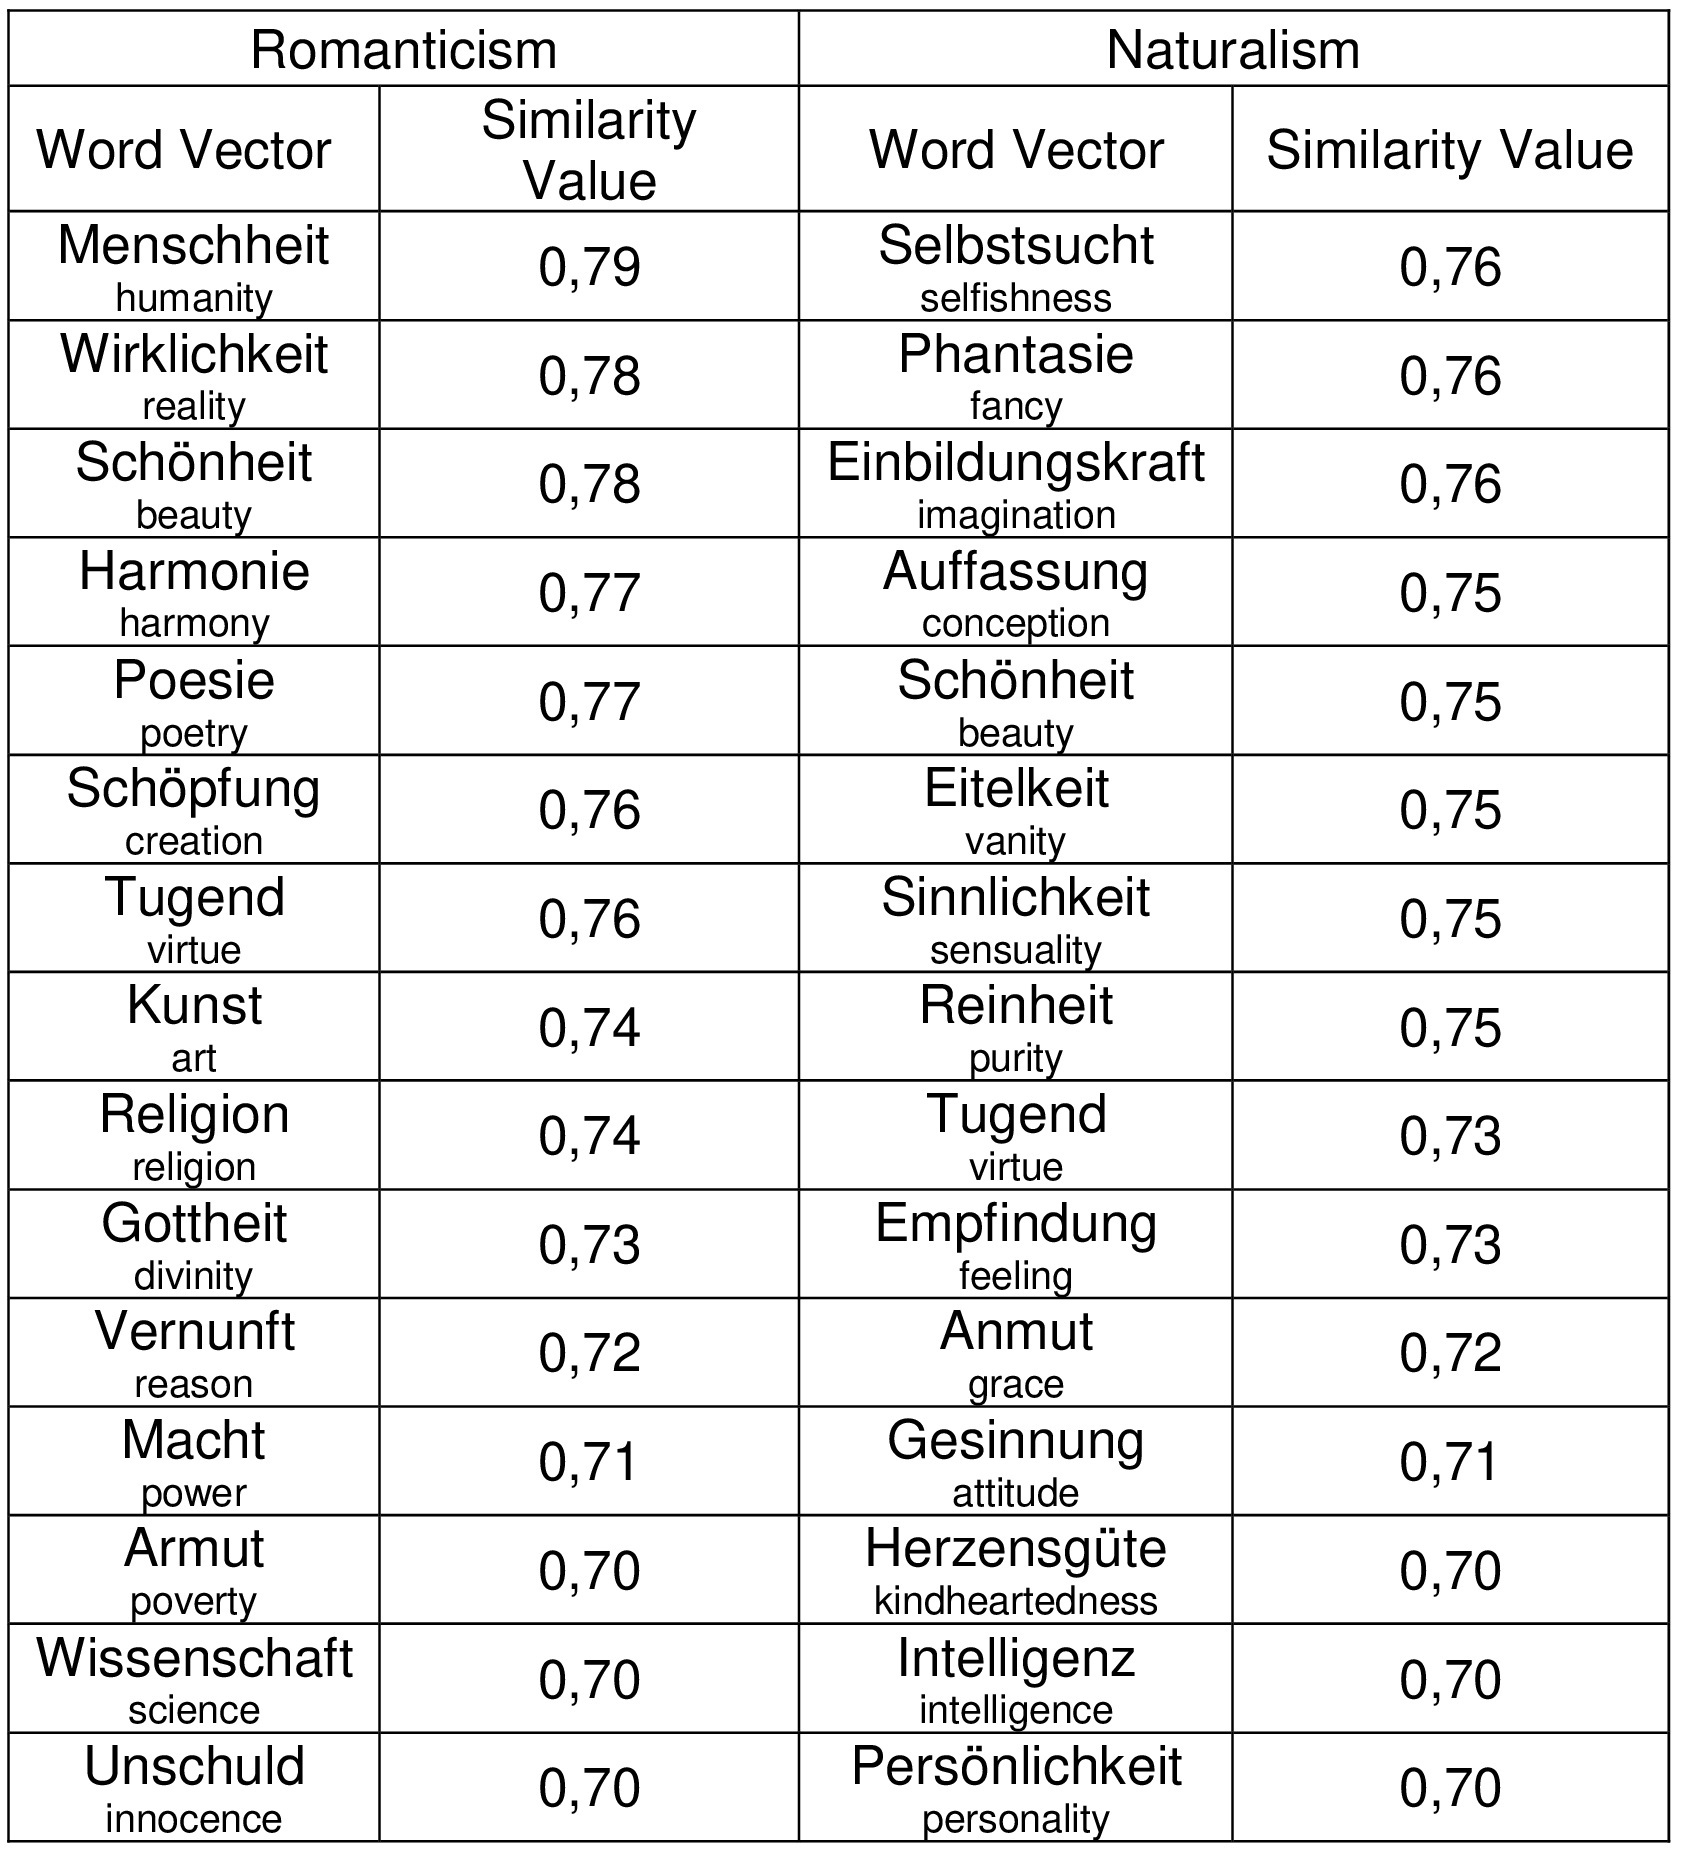 Romanticism Naturalism
Word Vector Similarity Value Word Vector Similarity Value
Menschheit 0,79 Selbstsucht 0,76
humanity selfishness
Wirklichkeit 0,78 Phantasie 0,76
reality fancy
Schönheit 0,78 Einbildungskraft 0,76
beauty imagination
Harmonie 0,77 Auffassung 0,75
harmony conception
Poesie 0,77 Schönheit 0,75
poetry beauty
Schöpfung 0,76 Eitelkeit 0,75
creation vanity
Tugend 0,76 Sinnlichkeit 0,75
virtue sensuality
Kunst 0,74 Reinheit 0,75
art purity
Religion 0,74 Tugend 0,73
religion virtue
Gottheit 0,73 Empfindung 0,73
divinity feeling
Vernunft 0,72 Anmut 0,72
reason grace
Macht 0,71 Gesinnung 0,71
power attitude
Armut 0,70 Herzensgüte 0,70
poverty kindheartedness
Wissenschaft 0,70 Intelligenz 0,70
science intelligence
Unschuld 0,70 Persönlichkeit 0,70
innocence personality